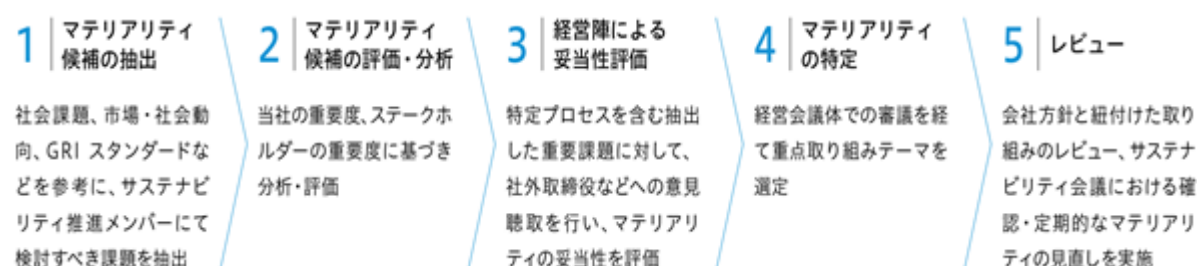 1
マテリアリティ
候補の抽出
社会課題、市場・社会動
向、GRI スタンダードな
どを参考に、サステナビ
リティ推進メンバーにて
検討すべき課題を抽出
2
マテリアリティ
候補の評価・分析
当社の重要度、ステークホ
ルダーの重要度に基づき
分析・評価
3
経営陣による
妥当性評価
特定プロセスを含む抽出
した重要課題に対して、
社外取締役などへの意見
聴取を行い、マテリアリ
ティの妥当性を評価
4
マテリアリティ
の特定
経営会議体での審議を経
て重点取り組みテーマを
選定
5
レビュー
会社方針と紐付けた取り
組みのレビュー、サステナ
ビリティ会議における確
認・定期的なマテリアリ
ティの見直しを実施